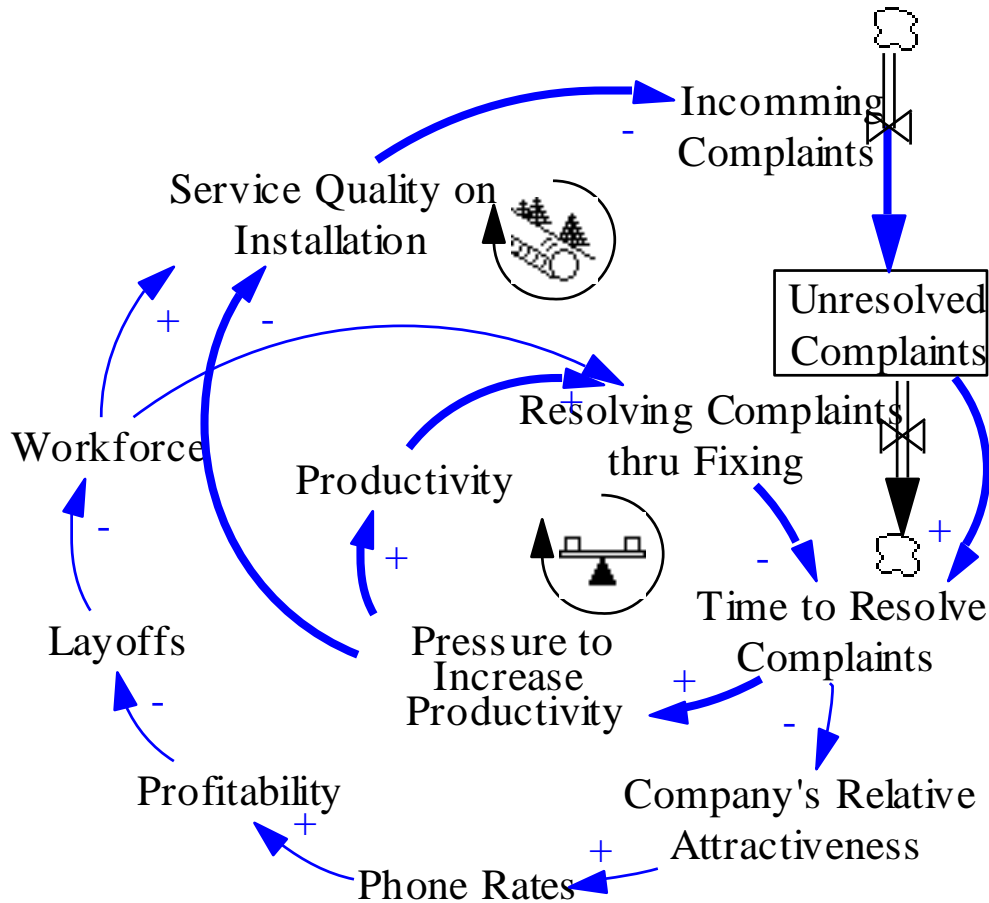 Incomming
Complaints
-
Service Quality on
Installation
+
-
Unresolved
Complaints
+
Resolving Complaints
thru Fixing
Workforce
Productivity
-
+
-
+
Time to Resolve
Complaints
Layoffs
Pressure to
Increase
Productivity
+
-
-
Profitability
Company's Relative
Attractiveness
+
+
Phone Rates